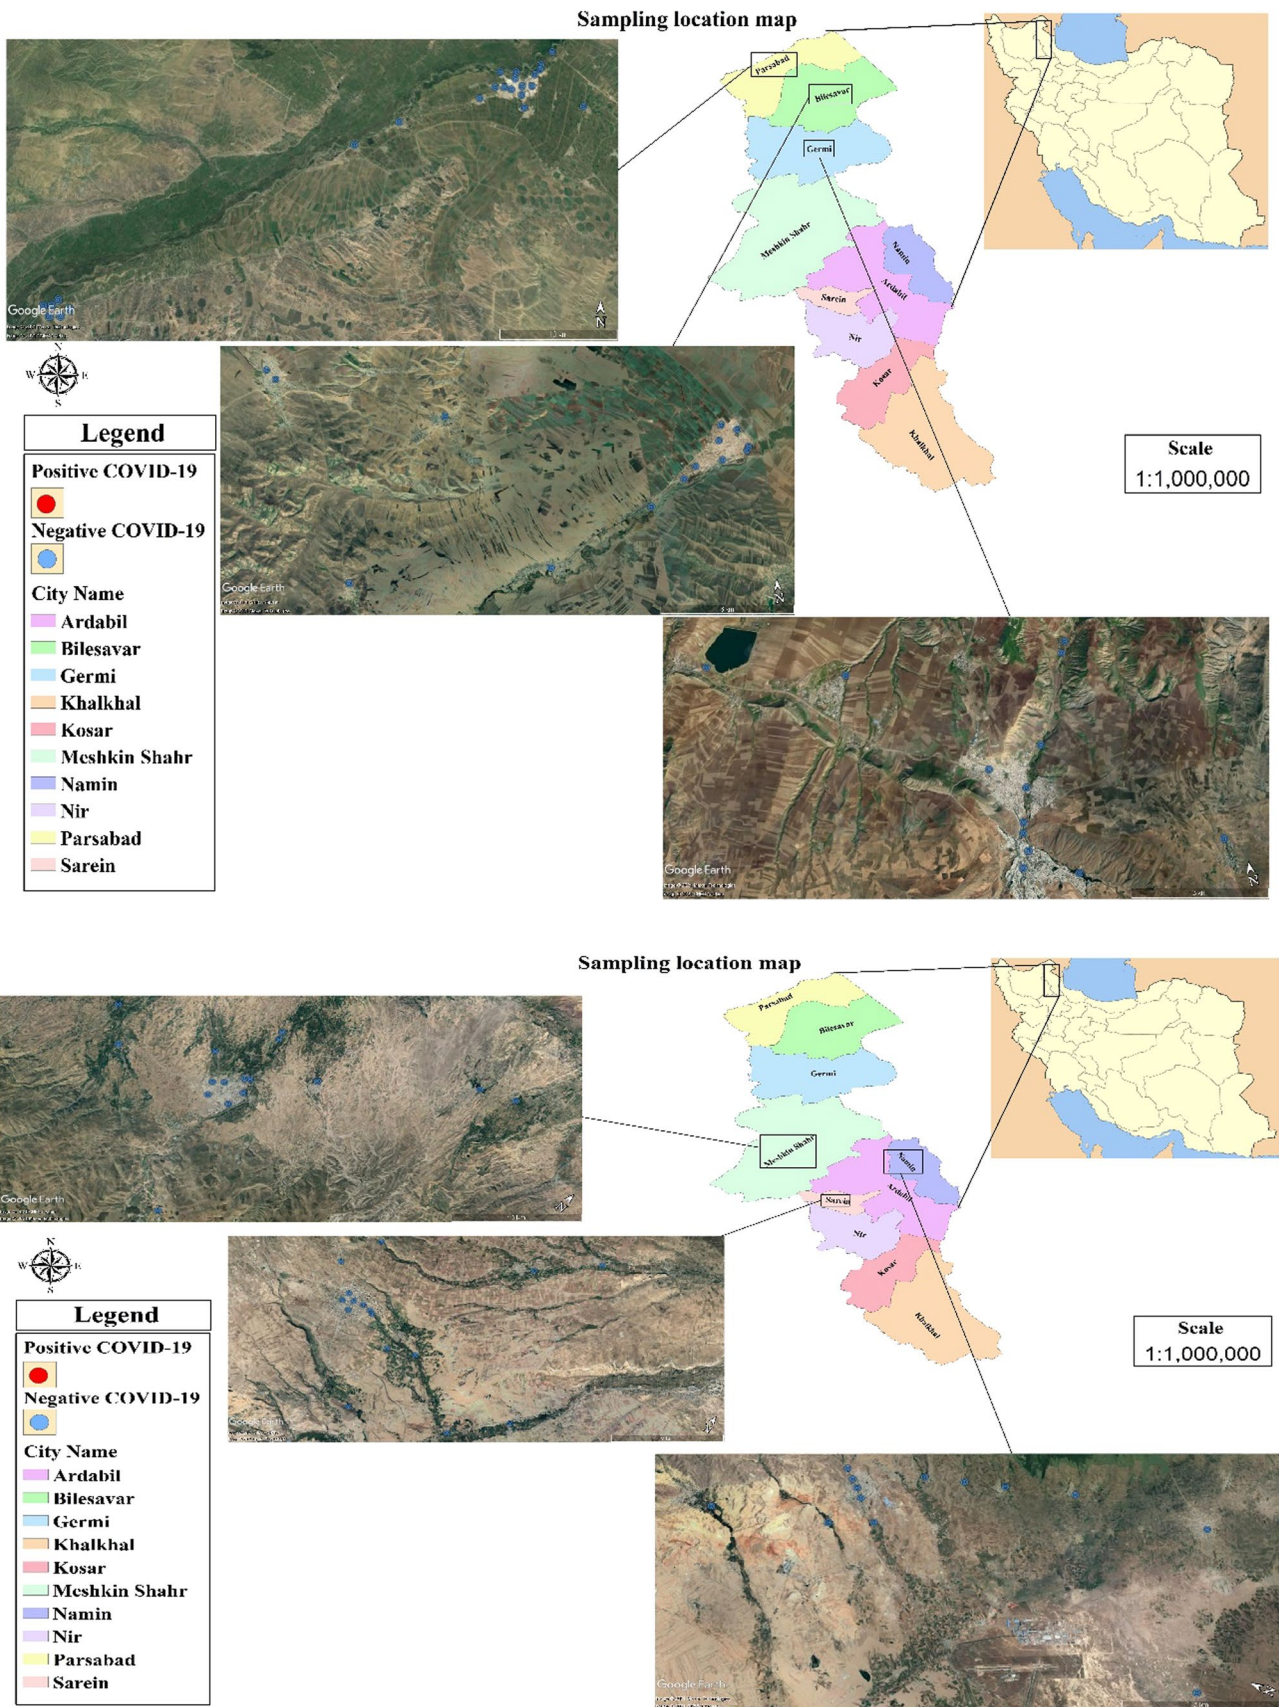 Sampling location map
Parsabad
Bilesavar
Germi
Meshkin Shahr
Namin
Ardabil
Sarein
Nir
Kosar
Khalkhal
Google Earth
N
N
W
E
S
Legend
Positive COVID-19
Negative COVID-19
City Name
Ardabil
Bilesavar
Germi
Khalkhal
Kosar
Meshkin Shahr
Namin
Nir
Parsabad
Sarein
Google Earth
N
Scale
1:1,000,000
Google Earth
N
Sampling location map
Parsabad
Bilesavar
Germi
Meshkin Shahr
Namin
Ardabil
Sarein
Nir
Kosar
Khalkhal
Google Earth
N
N
W
E
S
Legend
Positive COVID-19
Negative COVID-19
City Name
Ardabil
Bilesavar
Germi
Khalkhal
Kosar
Meshkin Shahr
Namin
Nir
Parsabad
Sarein
Google Earth
N
Scale
1:1,000,000
Google Earth
N